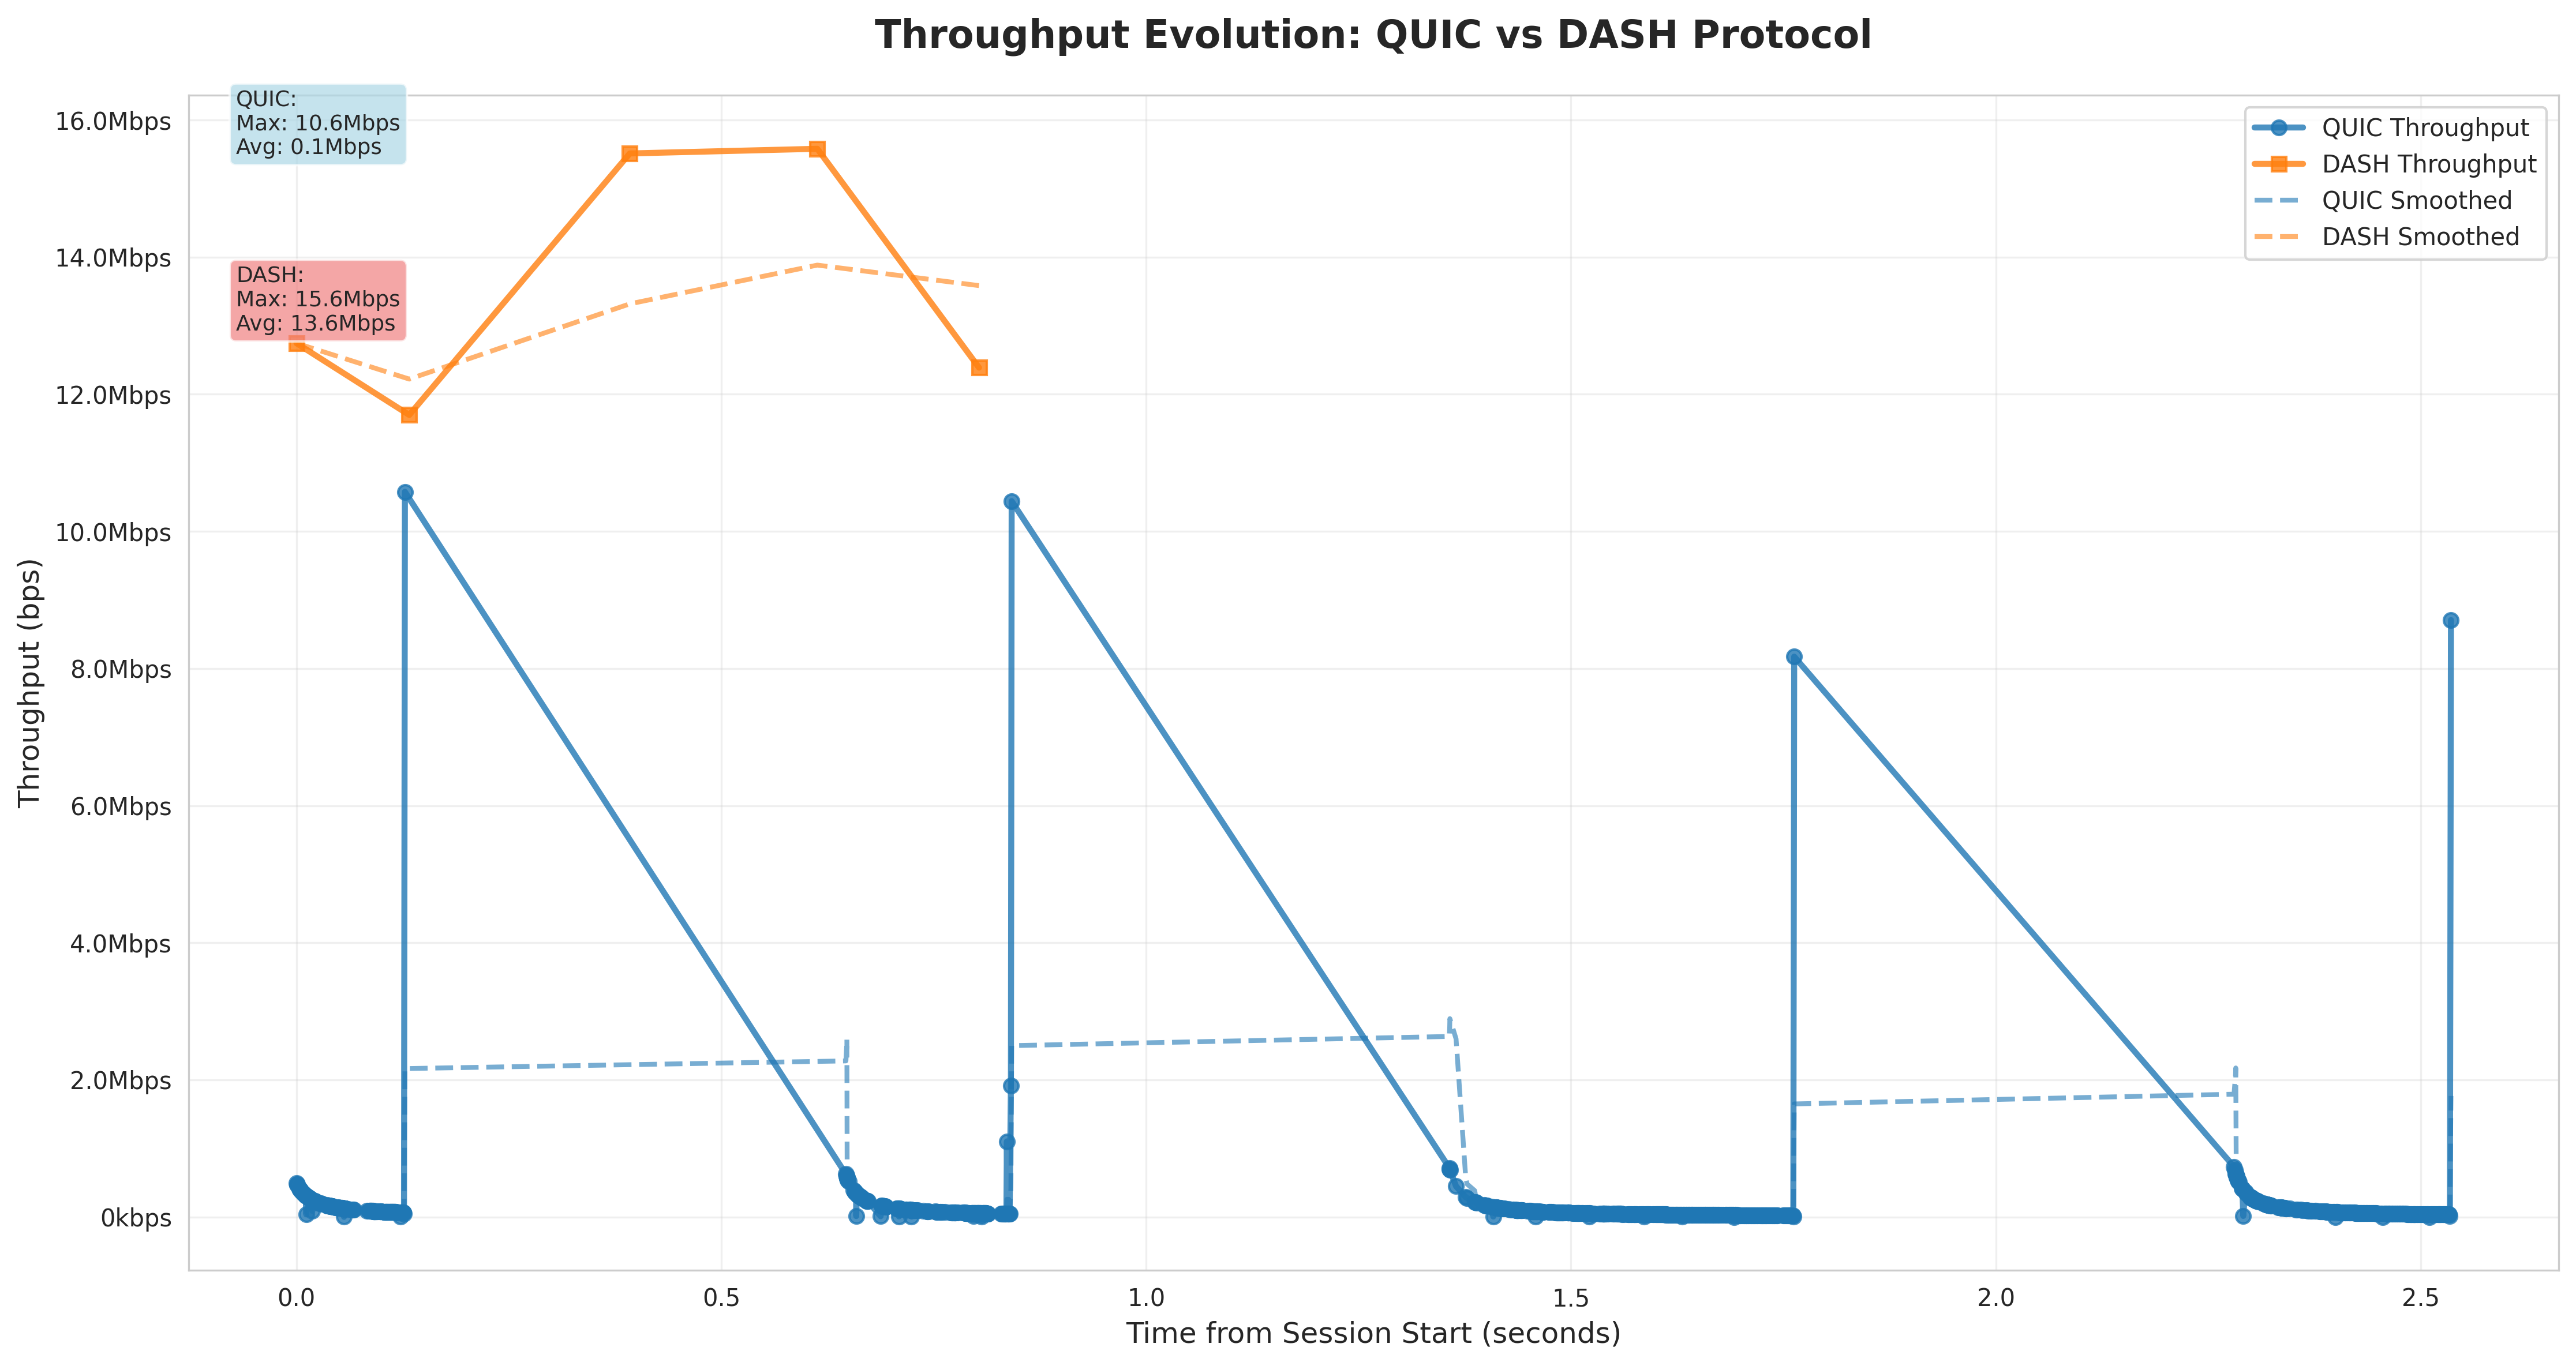 Throughput Evolution: QUIC vs DASH Protocol
QUIC:
Max: 10.6Mbps
Avg: 0.1Mbps
DASH:
Max: 15.6Mbps
Avg: 13.6Mbps
QUIC Throughput
DASH Throughput
QUIC Smoothed
DASH Smoothed
Throughput (bps)
16.0Mbps
14.0Mbps
12.0Mbps
10.0Mbps
8.0Mbps
6.0Mbps
4.0Mbps
2.0Mbps
0kbps
0.0 0.5 1.0 1.5 2.0 2.5
Time from Session Start (seconds)